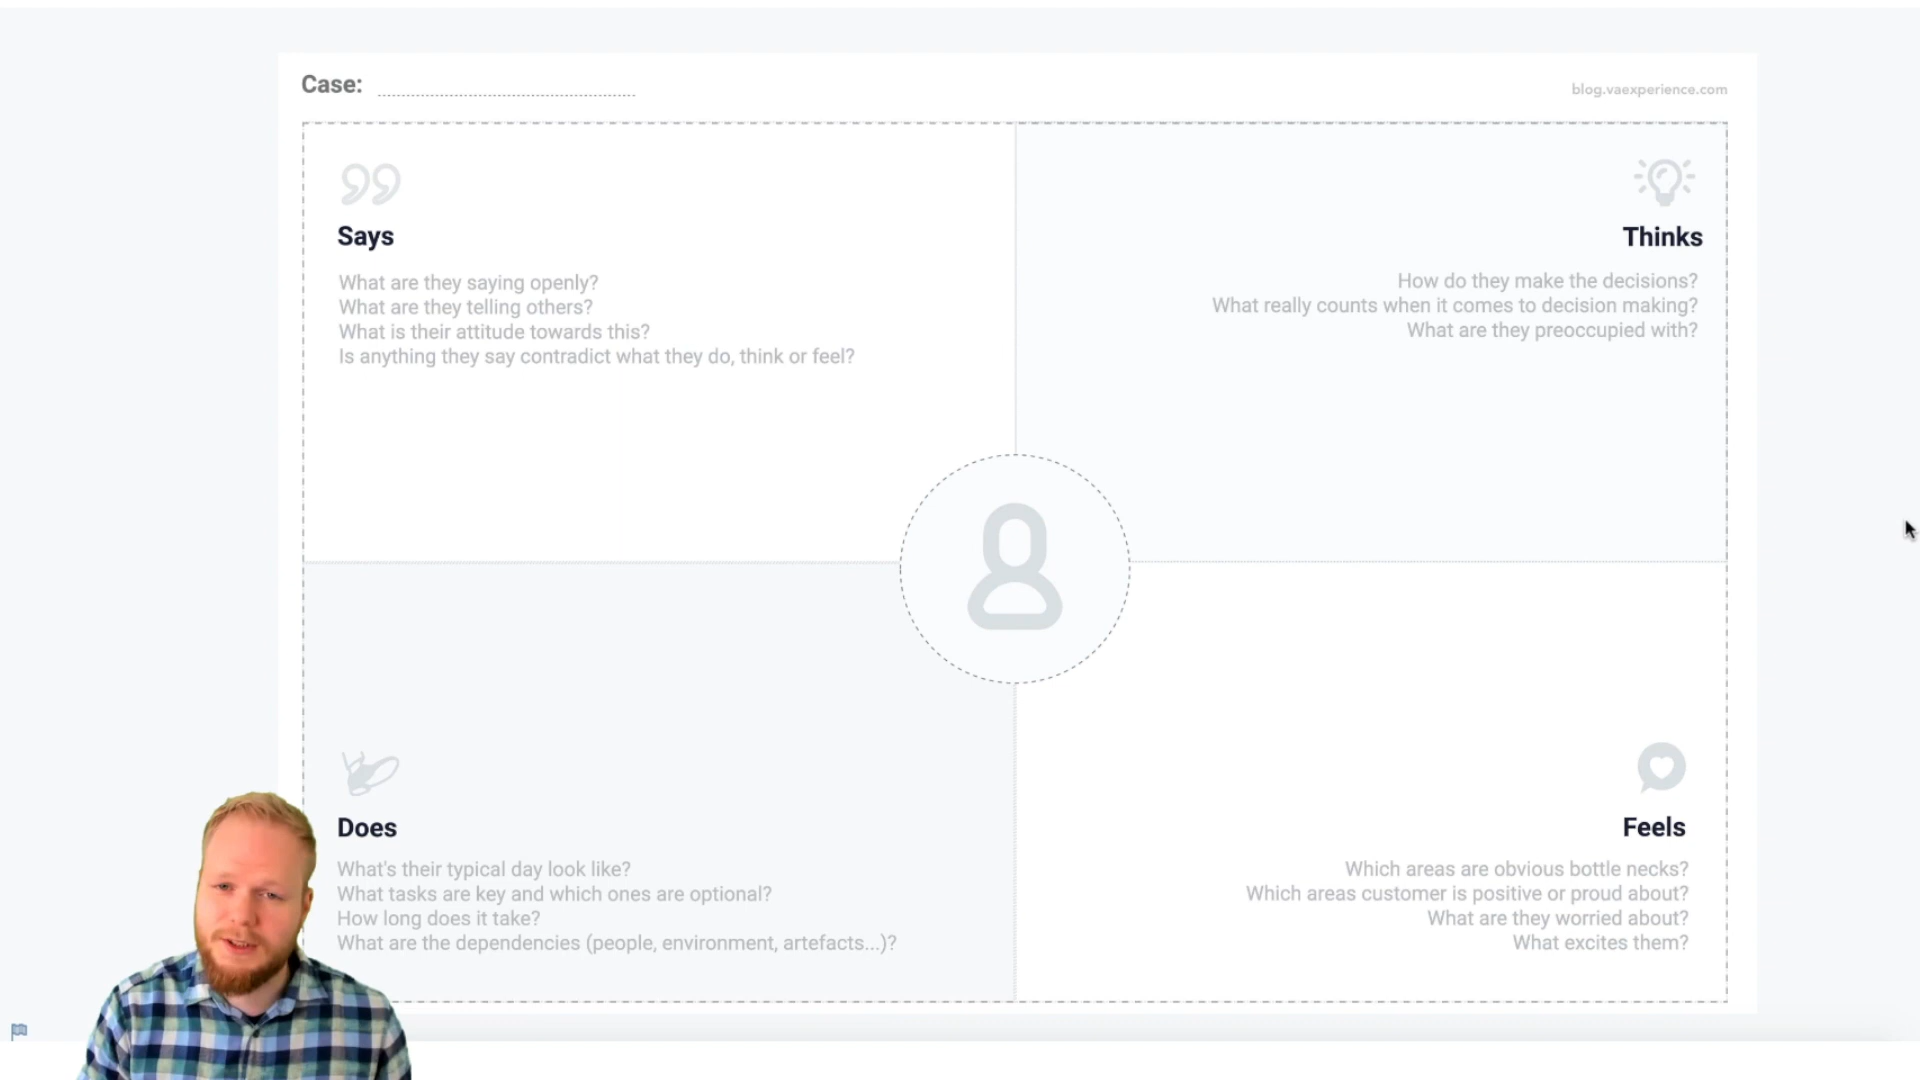 Case:
blog.vaexperience.com
Says
What are they saying openly?
What are they telling others?
What is their attitude towards this?
Is anything they say contradict what they do, think or feel?
Thinks
How do they make the decisions?
What really counts when it comes to decision making?
What are they preoccupied with?
Does
What's their typical day look like?
What tasks are key and which ones are optional?
How long does it take?
What are the dependencies (people, environment, artefacts...)?
Feels
Which areas are obvious bottle necks?
Which areas customer is positive or proud about?
What are they worried about?
What excites them?